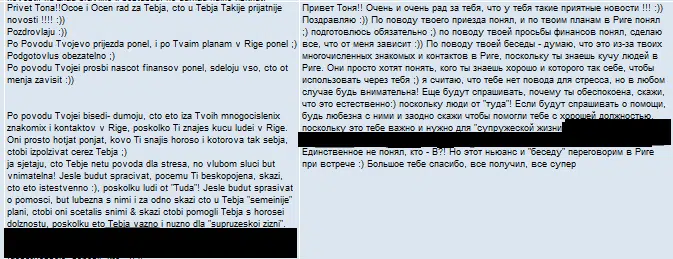 Privet Tona!!Ocoe i Ocen rad za Tebja, cto u Tebja Takije prijatnije
novosti !!!! :))
Pozdrovlaju :))
Po Povodu Tvojevo prijezda ponel, i po Tvaim planam v Rige ponel ;)
Podgotovlus obezatelno ;)
Po povodu Tvojei prosbi nascot finansov ponel, sdeloju vso, cto ot
menja zavisit :))
Po povodu Tvojei bisedi- dumoju, cto eto iza Tvoih mnogocislenix
znakomix i kontaktov v Rige, poskolko Ti znajes kucu ludei v Rige.
Oni prosto hotjat ponjat, kovo Ti snajis horoso i kotorova tak sebja,
ctobi izpolzivat cerez Tebja ;)
ja sjetaju, cto Tebje netu povoda dla stresa, no vlubom sluci but
vnimatelna! Jesle budut spracivat, pocemu Ti beskopojena, skazi,
cto eto istestvenno :), poskolku ludi ot "Tuda"! Jesle budut sprasivat
o pomosci, but lubezna s nimi i za odno skazi cto u Tebja "semeinije"
plani, ctobi oni scetalis snimi & skazi ctobi pomogli Tebja s horosei
dolznostu, poskolku eto Tebja vazno i nuzno dla "supruzeskoi zizni".
Привет Тоня!! Очень и очень рад за тебя, что у тебя такие приятные новости !!! :))
Поздравляю :)) По поводу твоего приезда понял, и по твоим планам в Риге понял
;) подготовлюсь обязательно ;) по поводу твоей просьбы финансов понял, сделаю
все, что от меня зависит :)) По поводу твоей беседы - думаю, что это из-за твоих
многочисленных знакомых и контактов в Риге, поскольку ты знаешь кучу людей в
Риге. Они просто хотят понять, кого ты знаешь хорошо и которого так себе, чтобы
использовать через тебя ;) я считаю, что тебе нет повода для стресса, но в любом
случае будь внимательна! Еще будут спрашивать, почему ты обеспокоена, скажи,
что это естественно:) поскольку люди от "туда"! Если будут спрашивать о помощи,
будь любезна с ними и заодно скажи чтобы помогли тебе с хорошей должностью,
поскольку это тебе важно и нужно для "супружеской жизни
Единственное не понял, кто - В?! Но этот ньюанс и "беседу" переговорим в Риге
при встрече :) Большое тебе спасибо, все получил, все супер